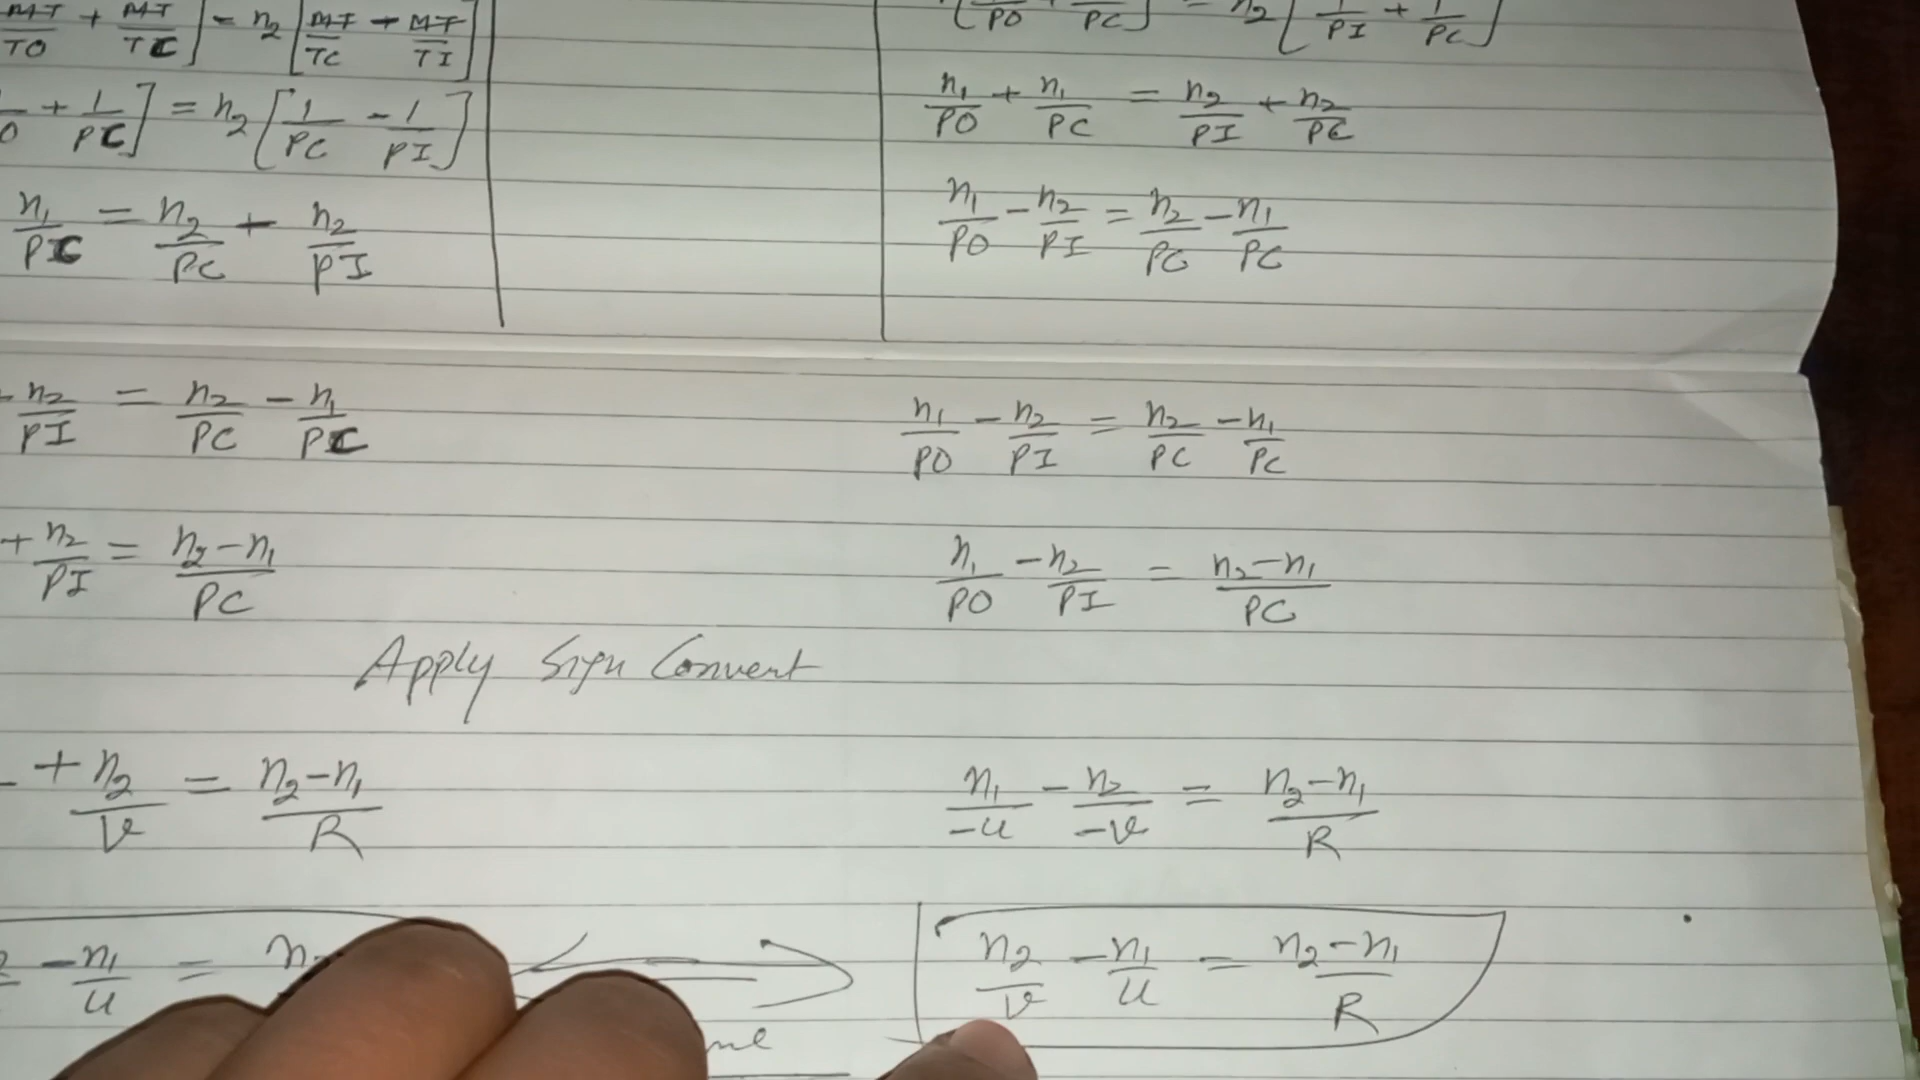 MT/TO + MT/TC] = n₂[MT/TC - MT/TI]
+ 1/PC] = n₂[1/PC - 1/PI]
n₁/PC = n₂/PC + n₂/PI
PO PC] = n₂[1/PI + 1/PC]
n₁/PO + n₁/PC = n₂/PI + n₂/PC
n₁/PO - n₂/PI = n₂/PC - n₁/PC
n₂/PI = n₂/PC - n₁/PC
+ n₂/PI = n₂-n₁/PC
n₁/PO - n₂/PI = n₂/PC - n₁/PC
n₁/PO - n₂/PI = n₂-n₁/PC
Apply Sign Convent
+ n₂/v = n₂-n₁/R
- n₁/u =
n₁/-u - n₂/-v = n₂-n₁/R
n₂/v - n₁/u = n₂-n₁/R